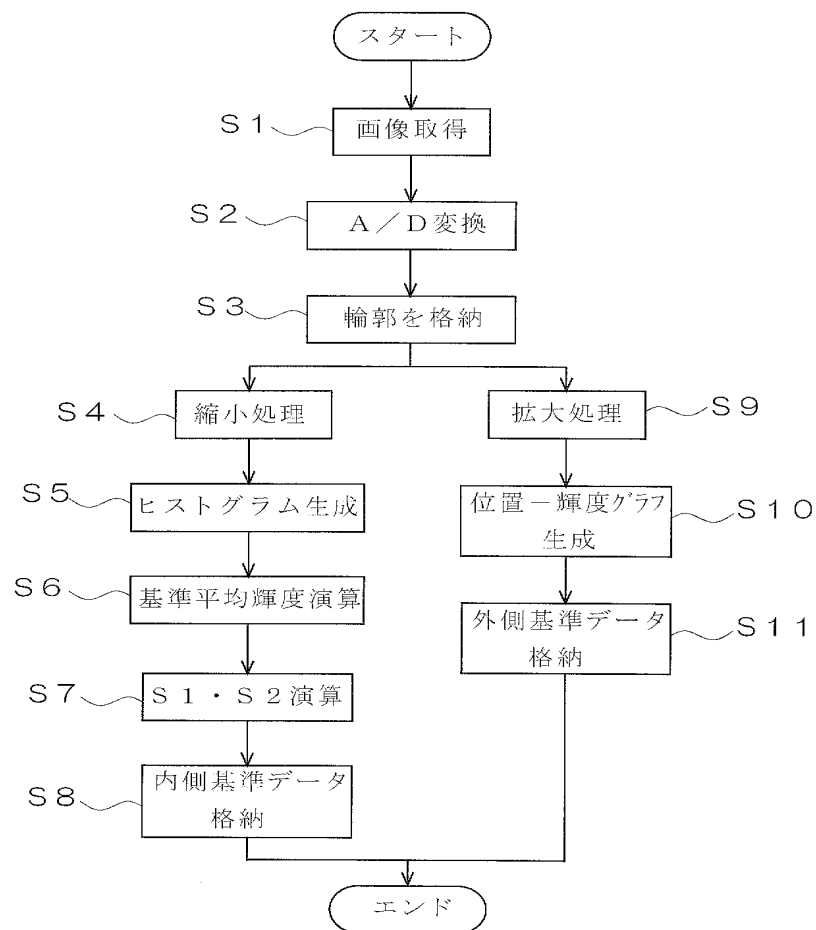 スタート
S1
画像取得
S2
A／D変換
S3
輪郭を格納
S4
縮小処理
S9
拡大処理
S5
ヒストグラム生成
S10
位置－輝度グラフ
生成
S6
基準平均輝度演算
S11
外側基準データ
格納
S7
S1・S2演算
S8
内側基準データ
格納
エンド